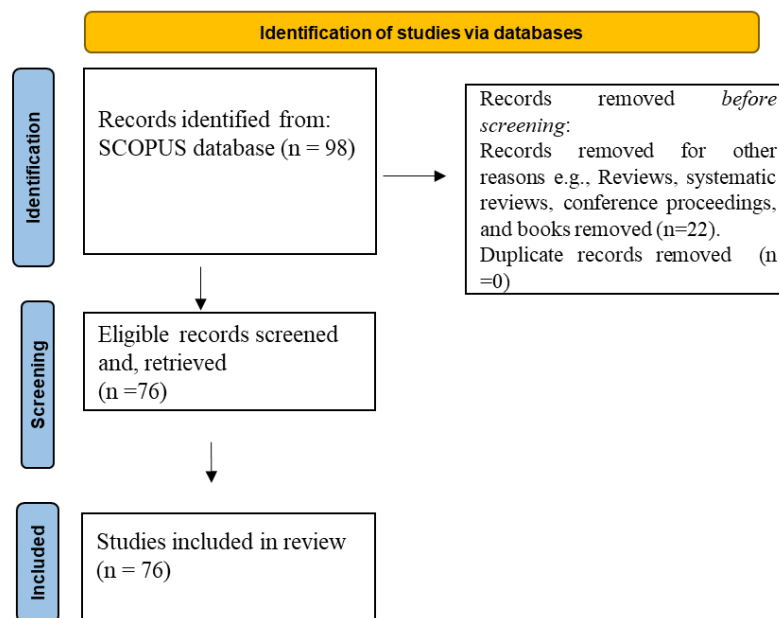 Identification of studies via databases
Identification
Records identified from:
SCOPUS database (n = 98)
Records removed before
screening:
Records removed for other
reasons e.g., Reviews, systematic
reviews, conference proceedings,
and books removed (n=22).
Duplicate records removed (n
=0)
Screening
Eligible records screened
and, retrieved
(n =76)
Included
Studies included in review
(n = 76)